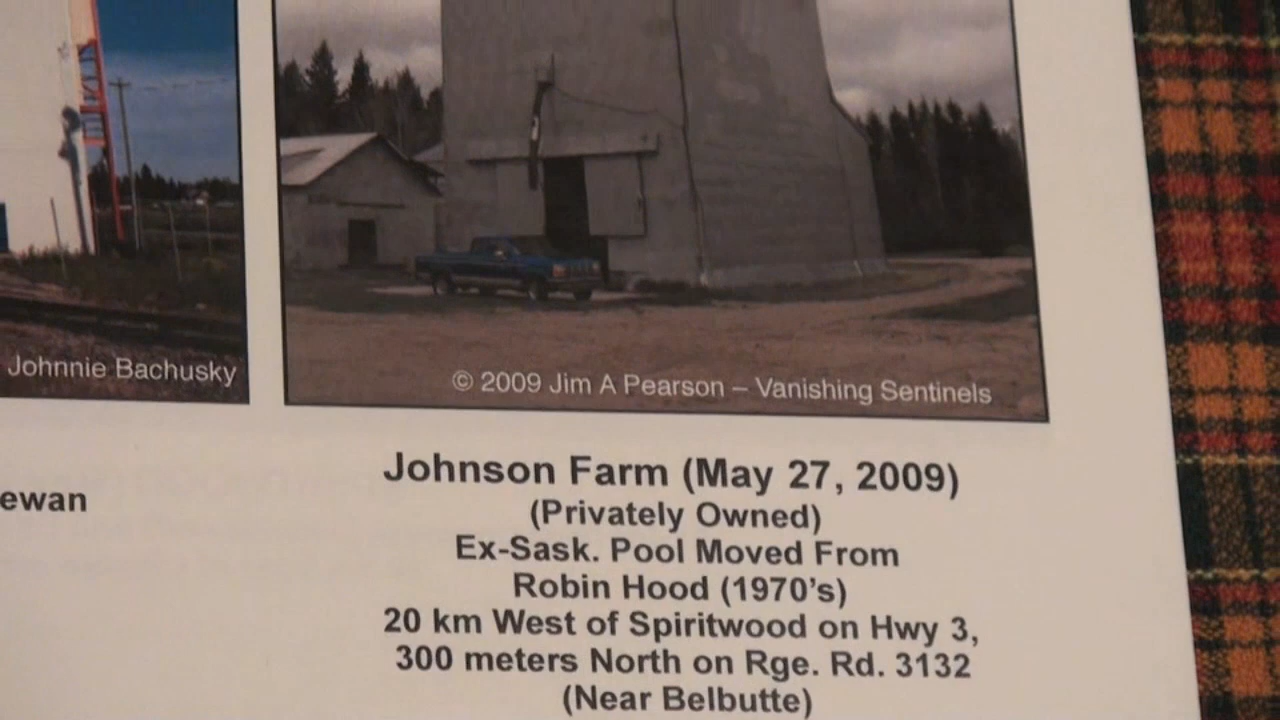 Johnnie Bachusky
ewan
© 2009 Jim A Pearson – Vanishing Sentinels
Johnson Farm (May 27, 2009)
(Privately Owned)
Ex-Sask. Pool Moved From
Robin Hood (1970's)
20 km West of Spiritwood on Hwy 3,
300 meters North on Rge. Rd. 3132
(Near Belbutte)